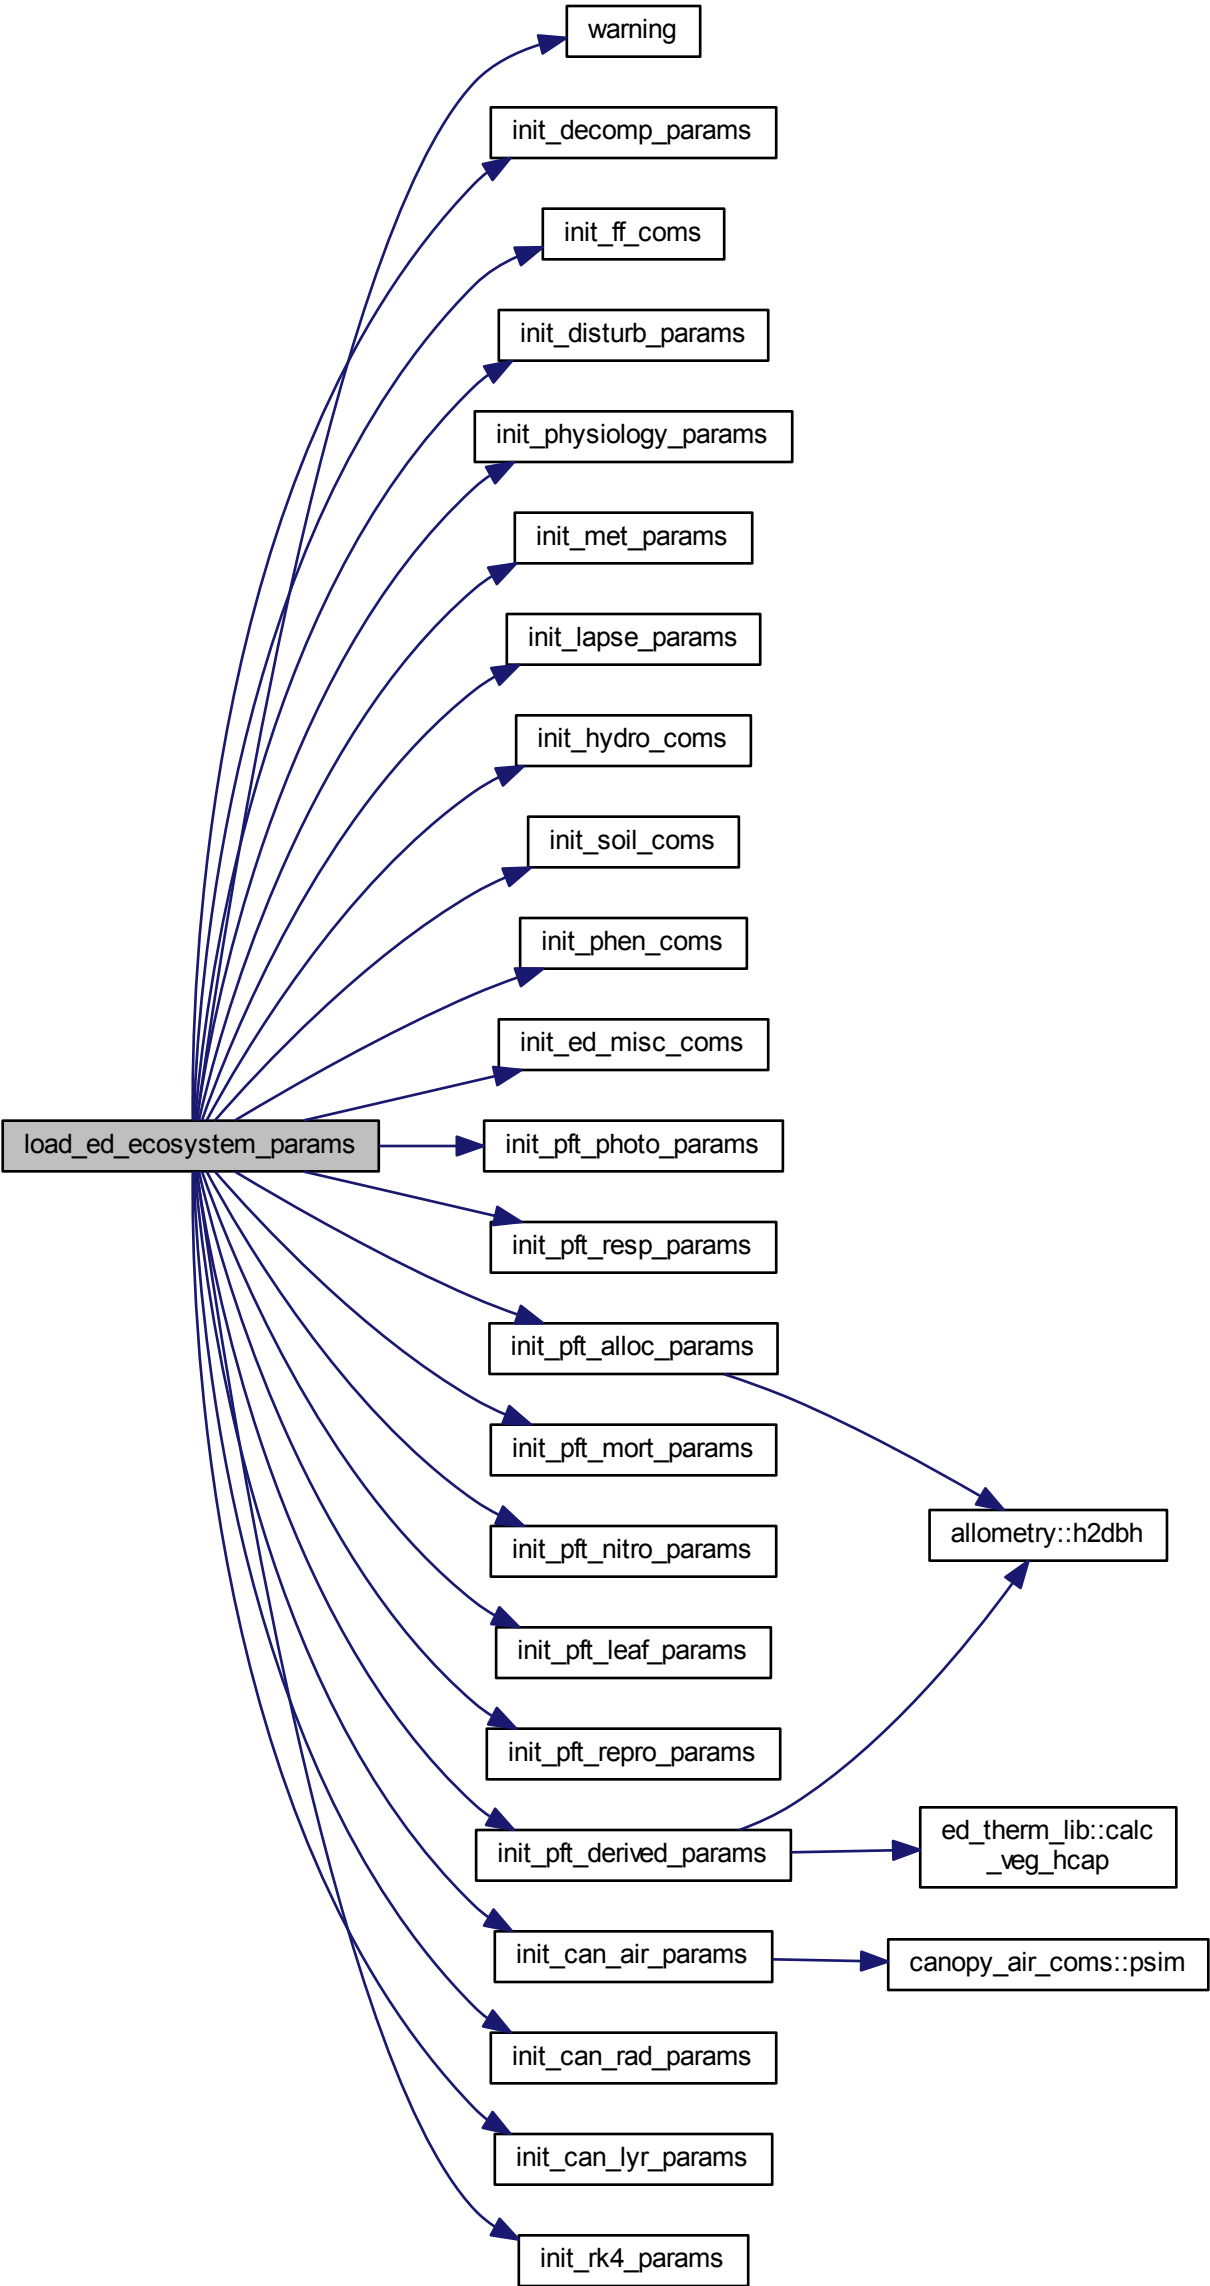 warning
init_decomp_params
init_ff_coms
init_disturb_params
init_physiology_params
init_met_params
init_lapse_params
init_hydro_coms
init_soil_coms
init_phen_coms
init_ed_misc_coms
load_ed_ecosystem_params
init_pft_photo_params
init_pft_resp_params
init_pft_alloc_params
init_pft_mort_params
allometry::h2dbh
init_pft_nitro_params
init_pft_leaf_params
init_pft_repro_params
init_pft_derived_params
ed_therm_lib::calc
_veg_hcap
init_can_air_params
canopy_air_coms::psim
init_can_rad_params
init_can_lyr_params
init_rk4_params